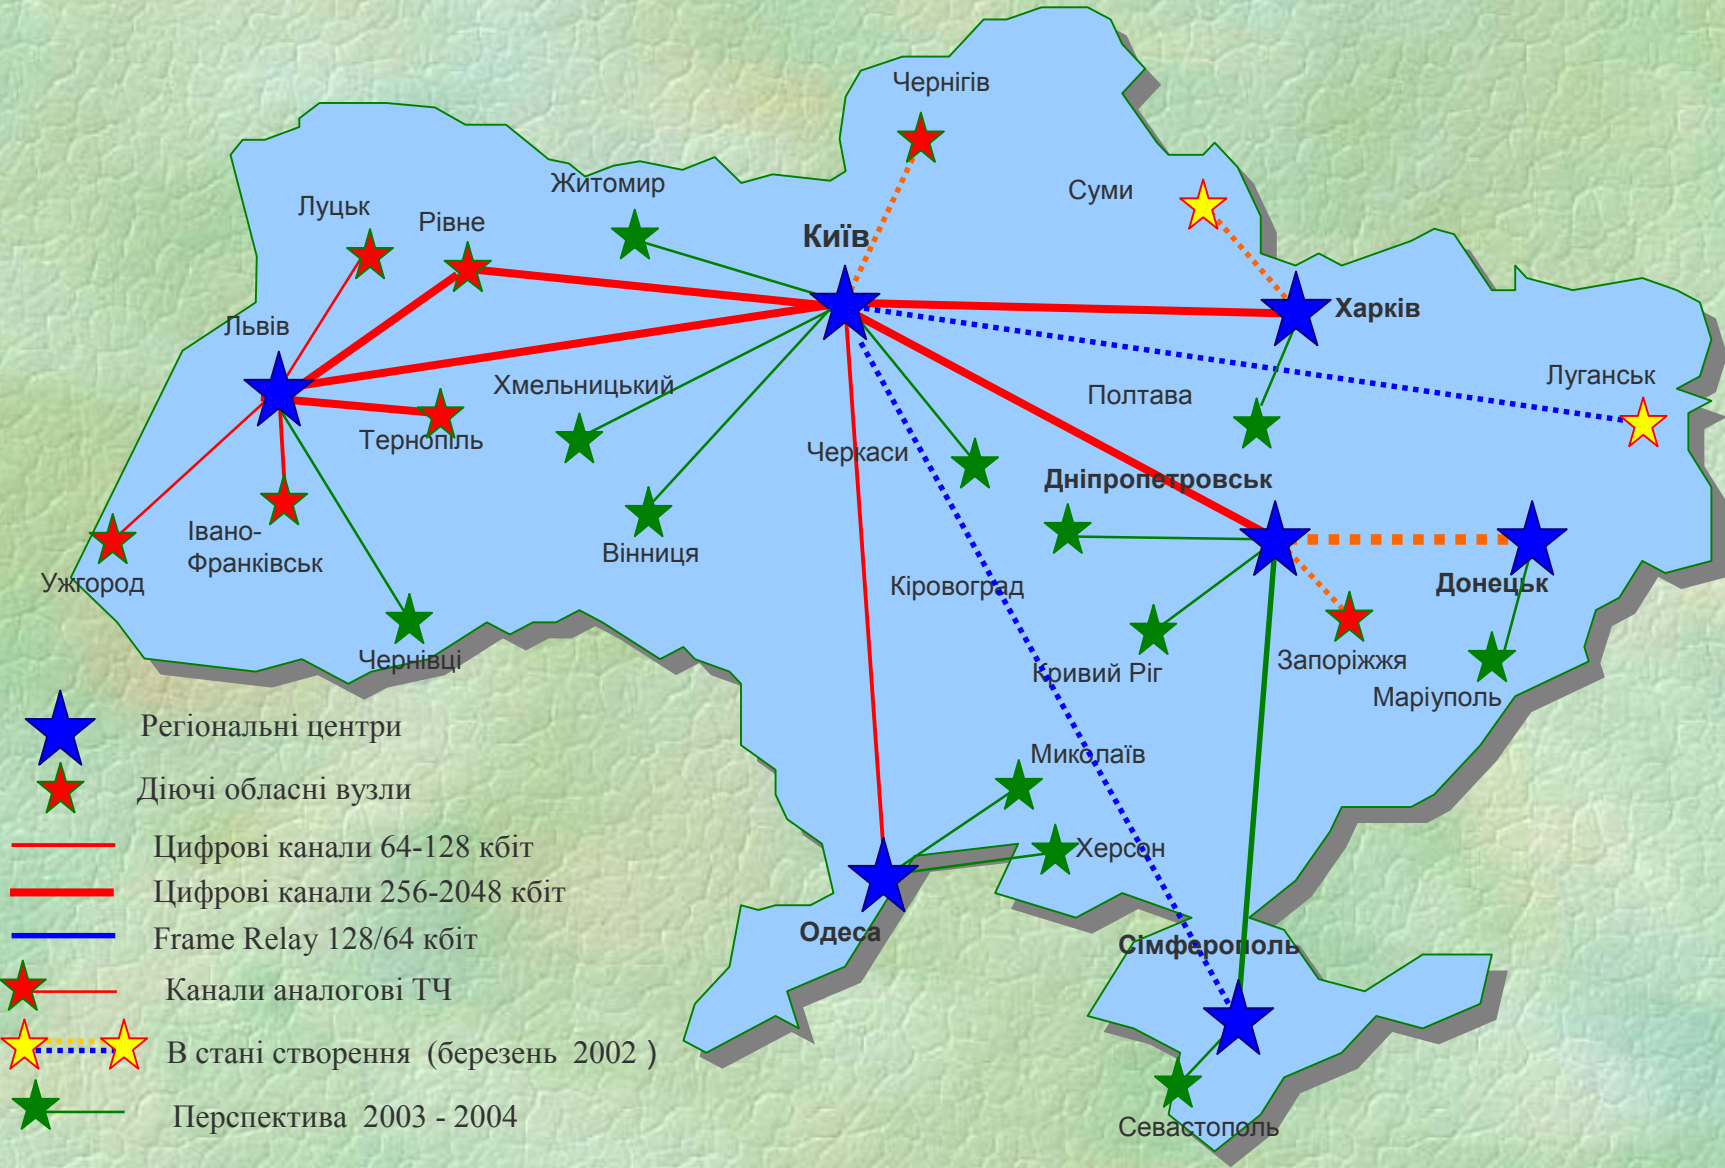 Чернігів
Житомир
Суми
Луцьк
Рівне
Київ
Львів
Харків
Хмельницький
Луганськ
Полтава
Тернопіль
Черкаси
Дніпропетровськ
Івано-
Франківськ
Вінниця
Ужгород
Кіровоград
Донецьк
Чернівці
Кривий Ріг
Запоріжжя
Маріуполь
Регіональні центри
Миколаїв
Діючі обласні вузли
Цифрові канали 64-128 кбіт
Херсон
Цифрові канали 256-2048 кбіт
Одеса
Frame Relay 128/64 кбіт
Сімферополь
Канали аналогові ТЧ
В стані створення (березень 2002 )
Перспектива 2003 - 2004
Севастополь